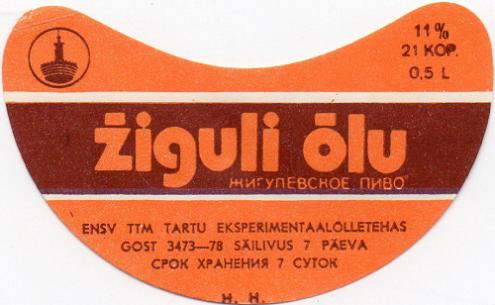 11%
21 KOP.
0,5 L
žiguli õlu
ЖИГУЛЕВСКОЕ ПИВО
ENSV TTM TARTU EKSPERIMENTAALÕLLETEHAS
GOST 3473—78 SÄILIVUS 7 PÄEVA
СРОК ХРАНЕНИЯ 7 СУТОК
Н. Н.